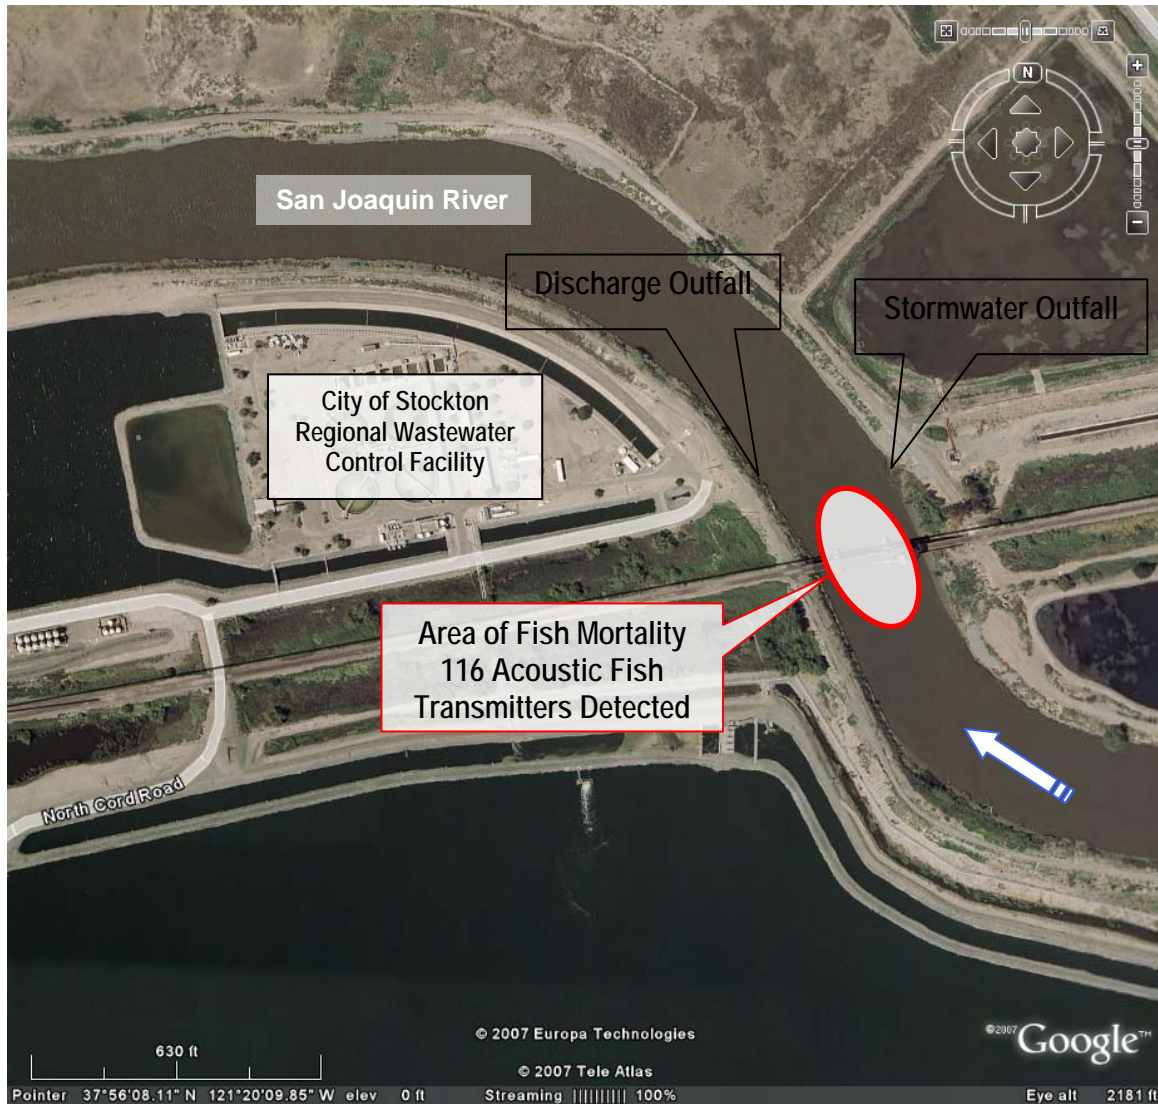 N
San Joaquin River
Discharge Outfall
Stormwater Outfall
City of Stockton
Regional Wastewater
Control Facility
Area of Fish Mortality
116 Acoustic Fish
Transmitters Detected
North Cord Road
© 2007 Europa Technologies
© 2007 Tele Atlas
©2007 Google™
630 ft
Pointer 37°56'08.11" N 121°20'09.85" W elev 0 ft Streaming |||||||||| 100% Eye alt 2181 ft